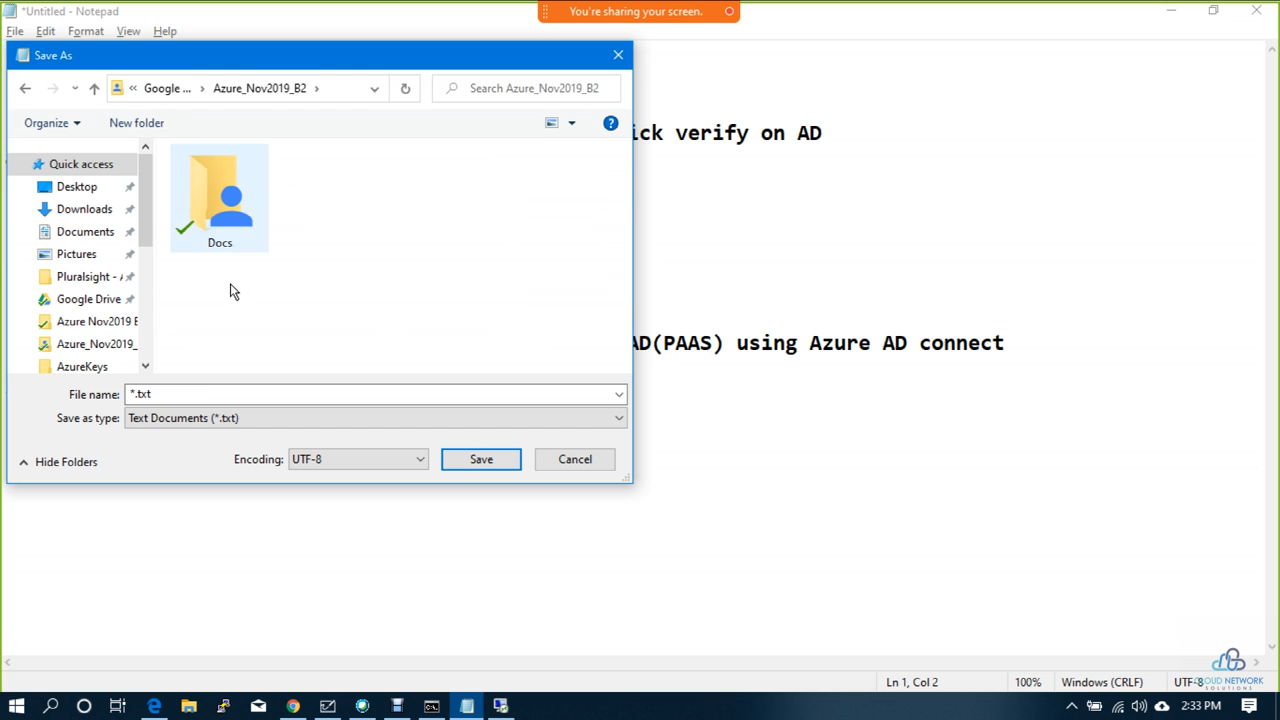 *Untitled - Notepad
You're sharing your screen.
File Edit Format View Help
Save As
« Google ... › Azure_Nov2019_B2 ›
Search Azure_Nov2019_B2
Organize
New folder
ick verify on AD
Quick access
Desktop
Downloads
Documents
Pictures
Pluralsight - A
Google Drive
Azure Nov2019 B
Azure_Nov2019_
AzureKeys
Docs
AD(PAAS) using Azure AD connect
File name: *.txt
Save as type: Text Documents (*.txt)
Hide Folders
Encoding: UTF-8
Save
Cancel
Ln 1, Col 2
100%
Windows (CRLF)
UTF-8
CLOUD NETWORK
SOLUTIONS
2:33 PM